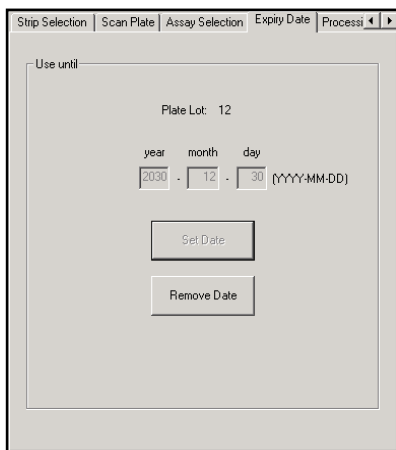 Strip Selection Scan Plate Assay Selection Expiry Date Processi
Use until
Plate Lot: 12
year month day
2030 - 12 - 30 (YYYY-MM-DD)
Set Date
Remove Date